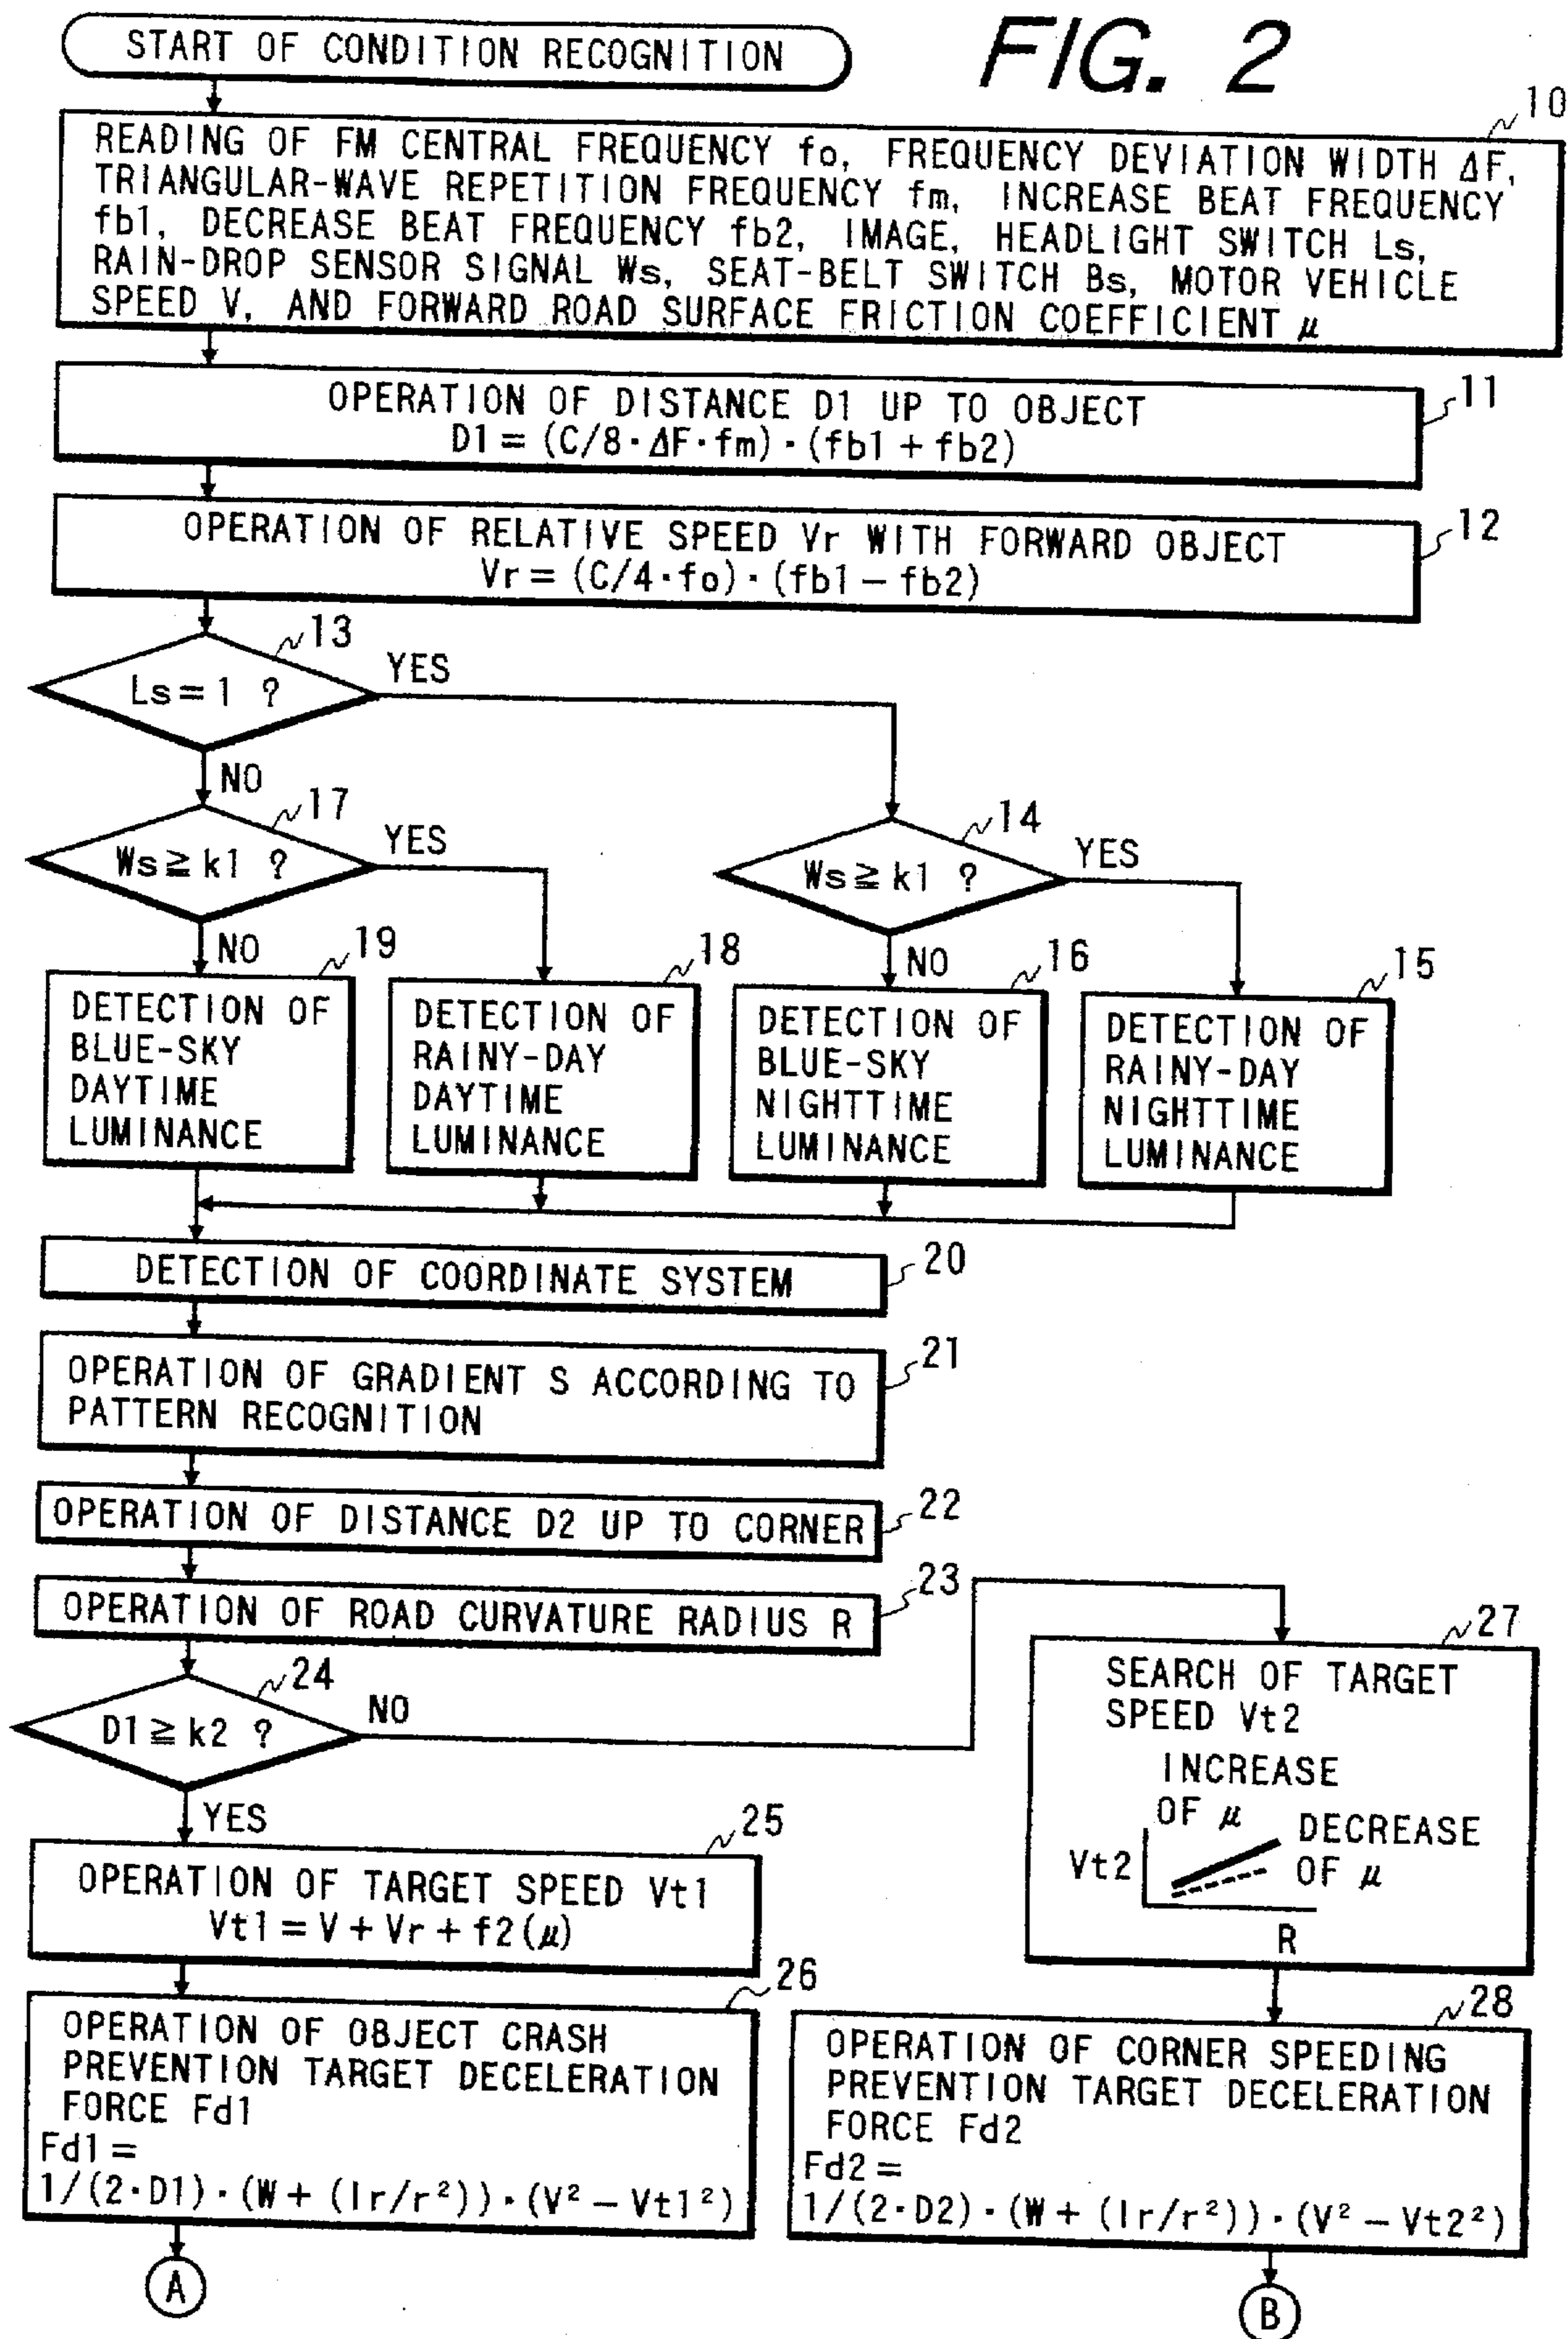 START OF CONDITION RECOGNITION
FIG. 2
10
READING OF FM CENTRAL FREQUENCY fo, FREQUENCY DEVIATION WIDTH ΔF,
TRIANGULAR-WAVE REPETITION FREQUENCY fm, INCREASE BEAT FREQUENCY
fb1, DECREASE BEAT FREQUENCY fb2, IMAGE, HEADLIGHT SWITCH Ls,
RAIN-DROP SENSOR SIGNAL Ws, SEAT-BELT SWITCH Bs, MOTOR VEHICLE
SPEED V, AND FORWARD ROAD SURFACE FRICTION COEFFICIENT μ
11
OPERATION OF DISTANCE D1 UP TO OBJECT
D1 = (C/8·ΔF·fm)·(fb1 + fb2)
12
OPERATION OF RELATIVE SPEED Vr WITH FORWARD OBJECT
Vr = (C/4·fo)·(fb1 − fb2)
13
Ls = 1 ?
YES
NO
17
Ws ≧ k1 ?
YES
NO
14
Ws ≧ k1 ?
YES
NO
19
DETECTION OF
BLUE-SKY
DAYTIME
LUMINANCE
18
DETECTION OF
RAINY-DAY
DAYTIME
LUMINANCE
16
DETECTION OF
BLUE-SKY
NIGHTTIME
LUMINANCE
15
DETECTION OF
RAINY-DAY
NIGHTTIME
LUMINANCE
20
DETECTION OF COORDINATE SYSTEM
21
OPERATION OF GRADIENT S ACCORDING TO
PATTERN RECOGNITION
22
OPERATION OF DISTANCE D2 UP TO CORNER
23
OPERATION OF ROAD CURVATURE RADIUS R
24
D1 ≧ k2 ?
NO
YES
25
OPERATION OF TARGET SPEED Vt1
Vt1 = V + Vr + f2(μ)
26
OPERATION OF OBJECT CRASH
PREVENTION TARGET DECELERATION
FORCE Fd1
Fd1 =
1/(2·D1)·(W + (Ir/r²))·(V² − Vt1²)
A
27
SEARCH OF TARGET
SPEED Vt2
INCREASE
OF μ
DECREASE
OF μ
Vt2
R
28
OPERATION OF CORNER SPEEDING
PREVENTION TARGET DECELERATION
FORCE Fd2
Fd2 =
1/(2·D2)·(W + (Ir/r²))·(V² − Vt2²)
B